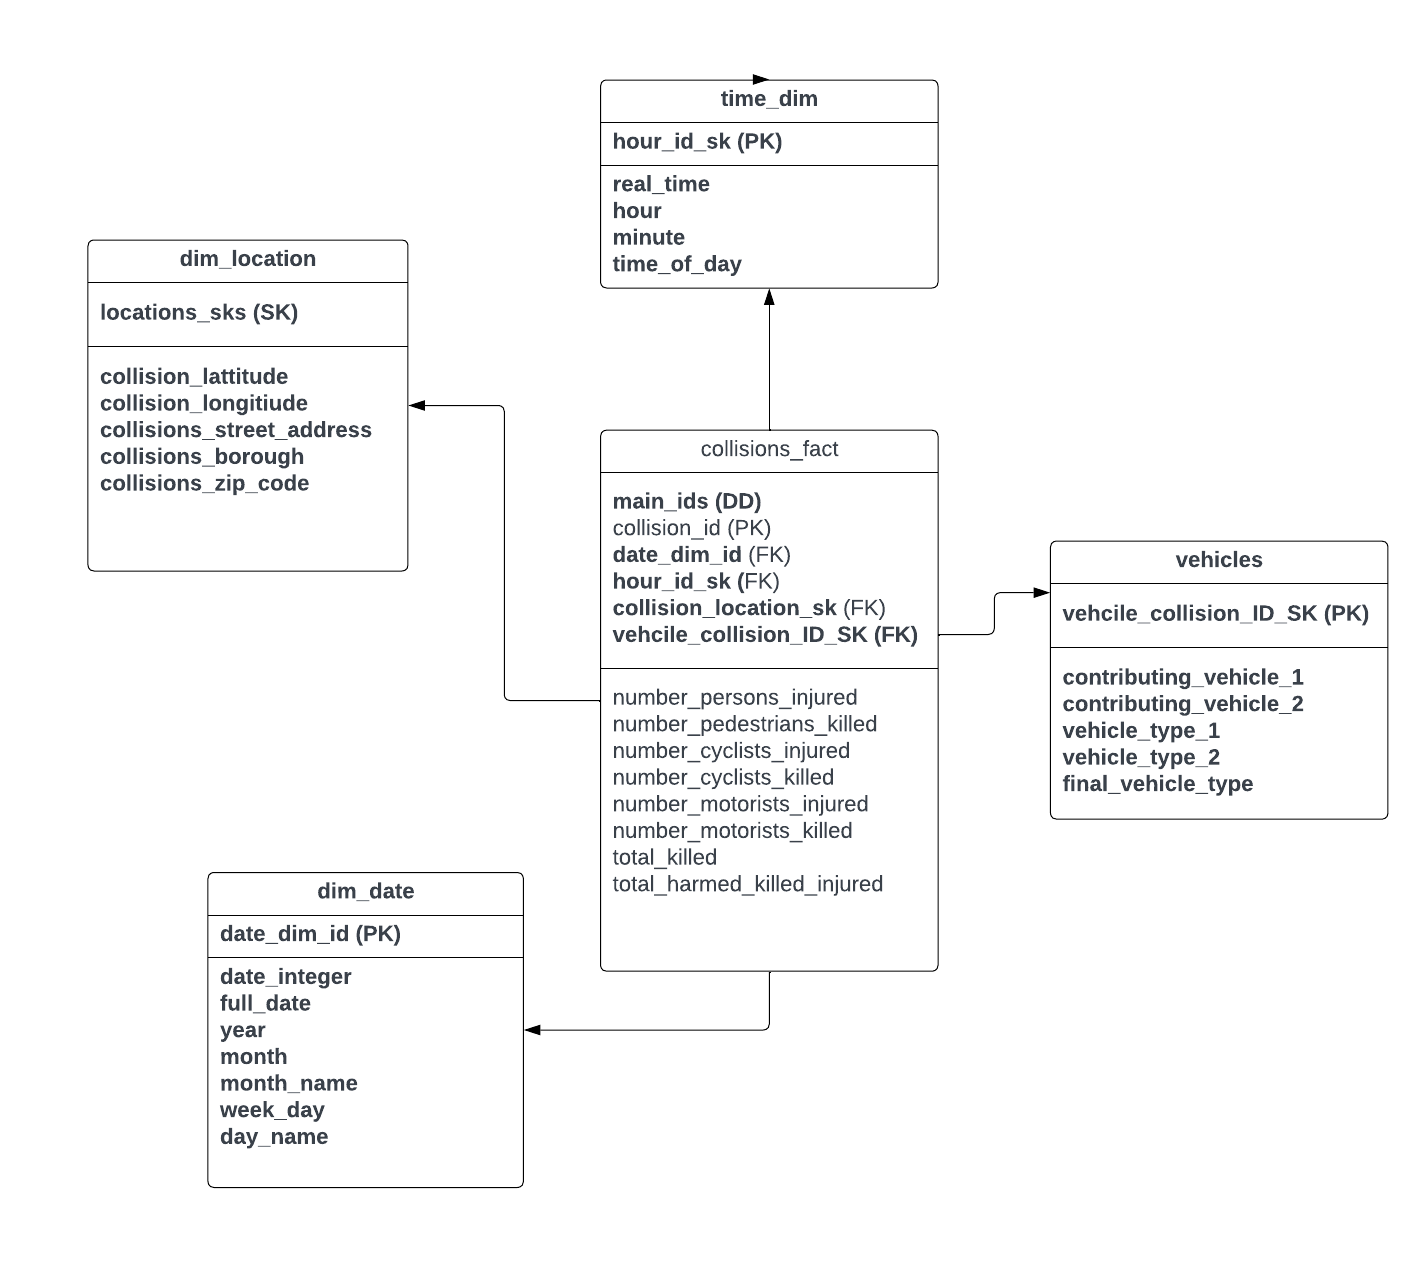 time_dim
hour_id_sk (PK)
real_time
hour
minute
time_of_day
dim_location
locations_sks (SK)
collision_lattitude
collision_longitiude
collisions_street_address
collisions_borough
collisions_zip_code
collisions_fact
main_ids (DD)
collision_id (PK)
date_dim_id (FK)
hour_id_sk (FK)
collision_location_sk (FK)
vehcile_collision_ID_SK (FK)
number_persons_injured
number_pedestrians_killed
number_cyclists_injured
number_cyclists_killed
number_motorists_injured
number_motorists_killed
total_killed
total_harmed_killed_injured
vehicles
vehcile_collision_ID_SK (PK)
contributing_vehicle_1
contributing_vehicle_2
vehicle_type_1
vehicle_type_2
final_vehicle_type
dim_date
date_dim_id (PK)
date_integer
full_date
year
month
month_name
week_day
day_name